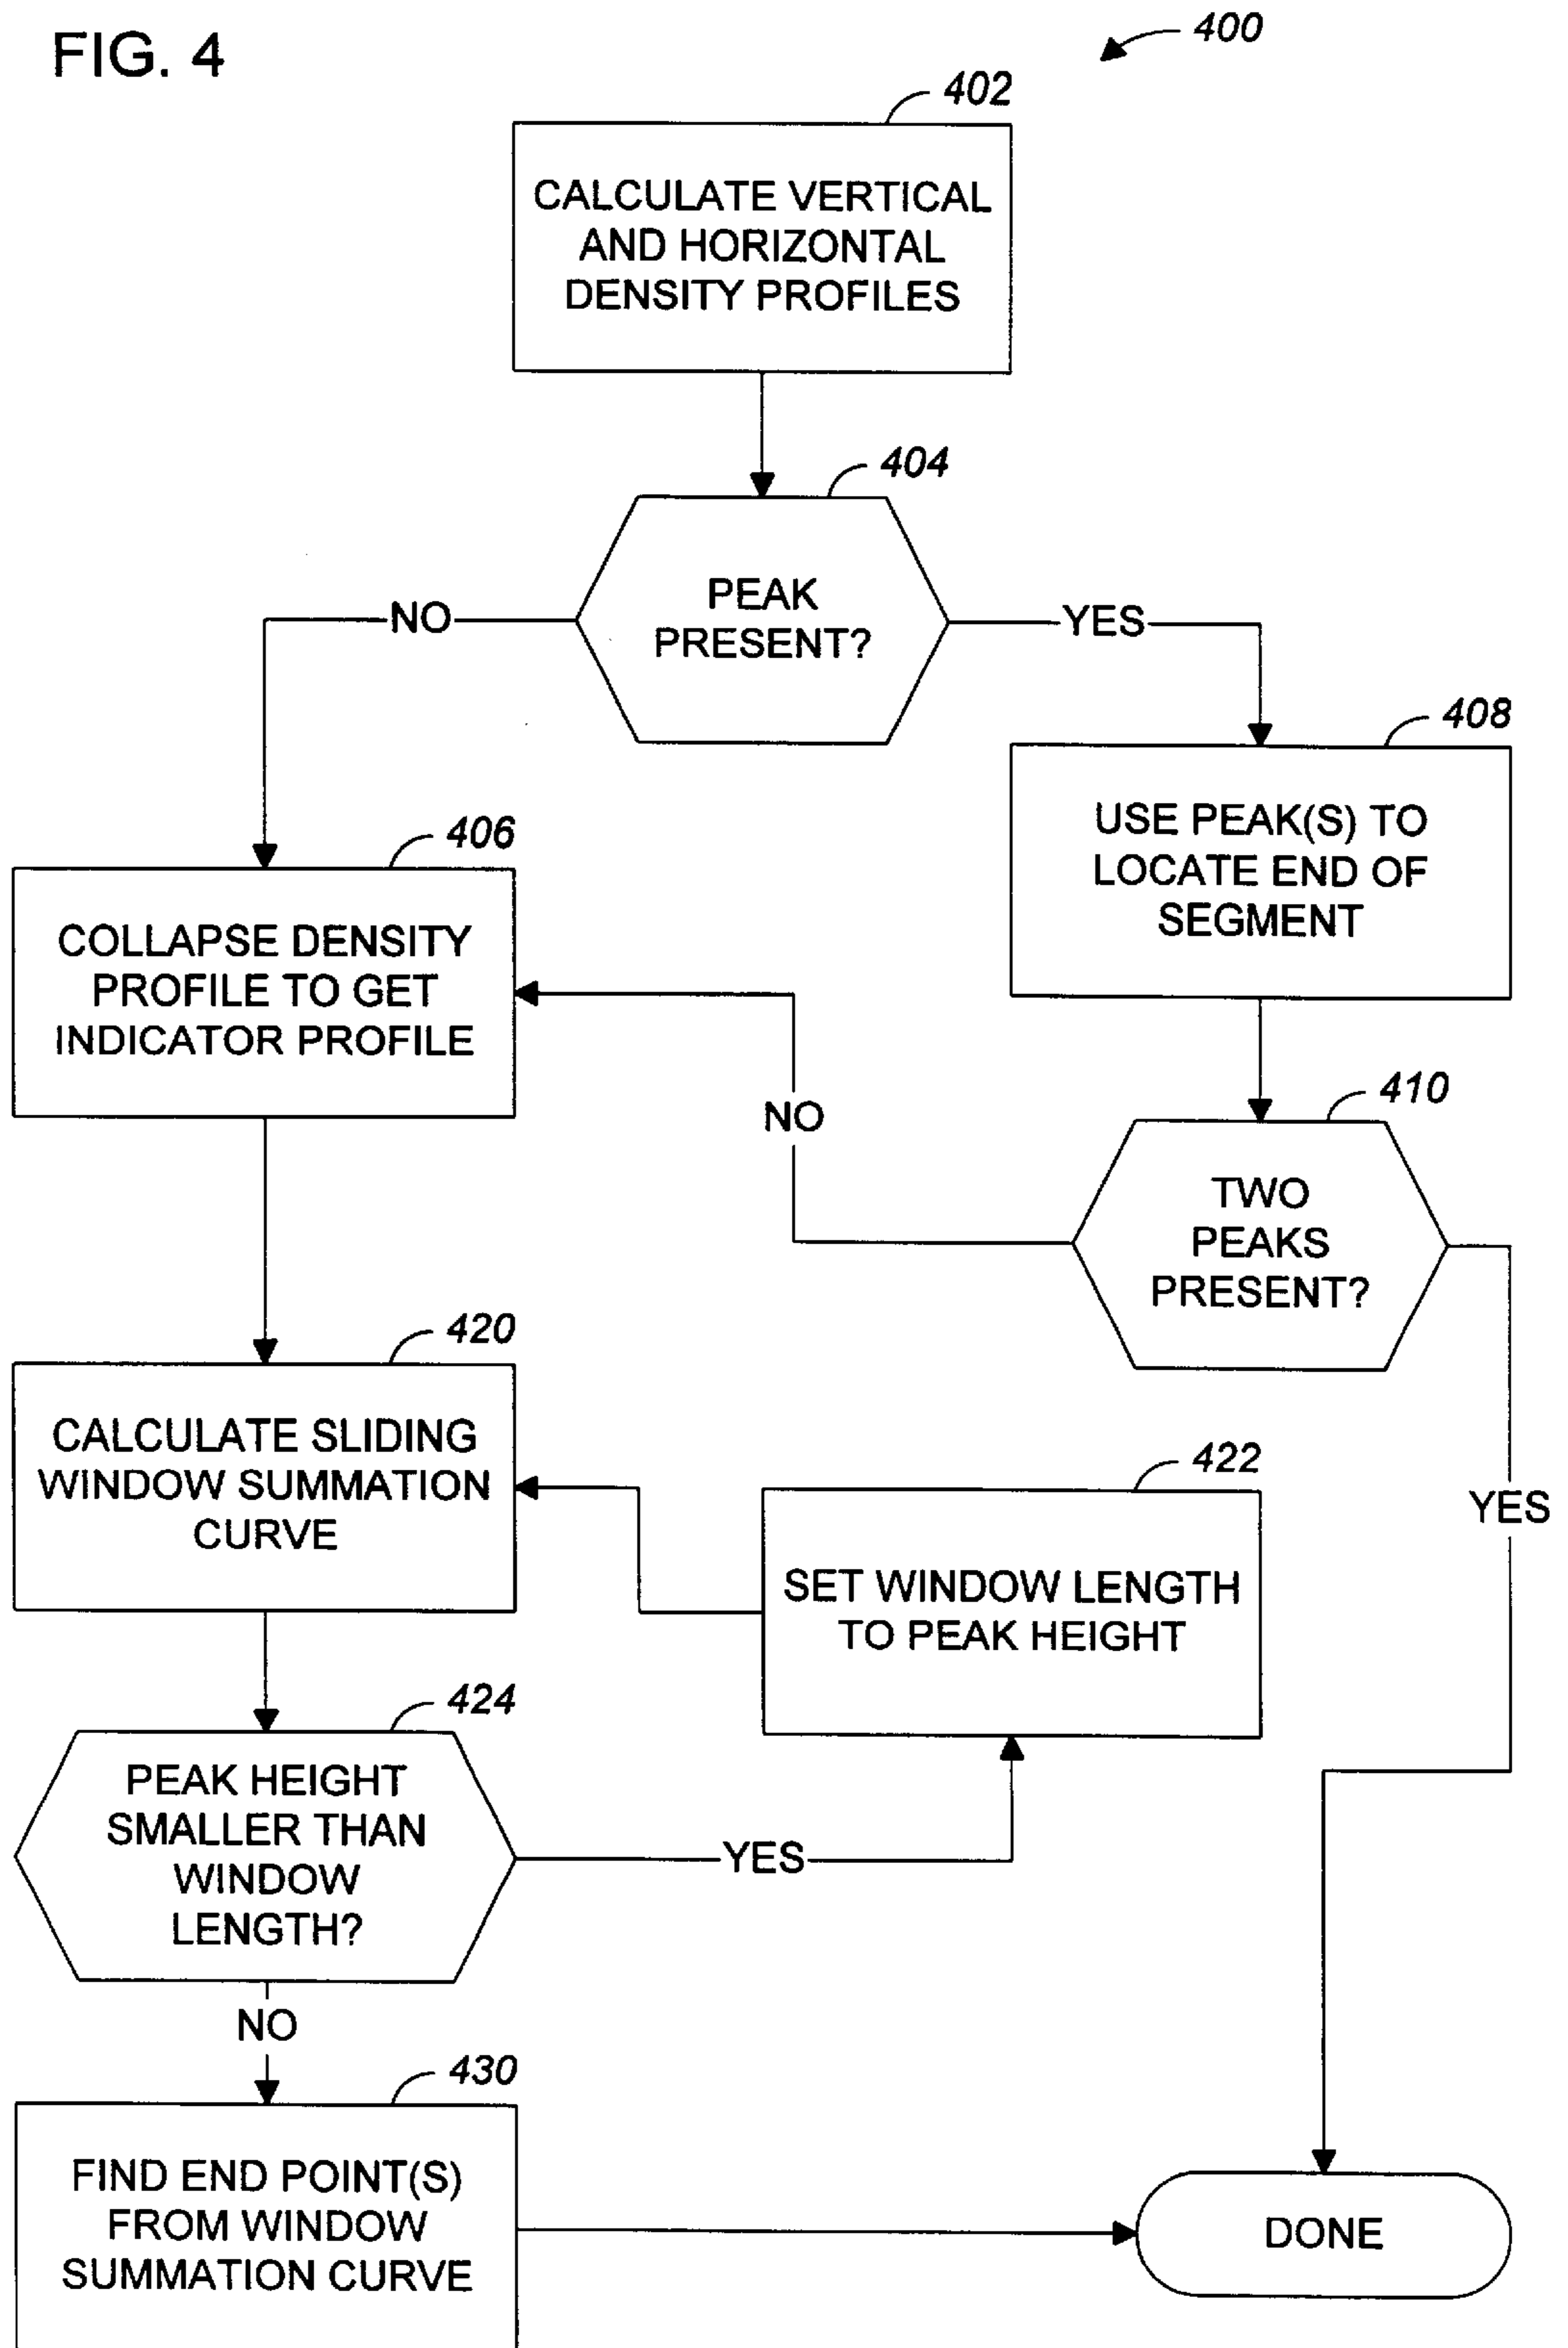 FIG. 4
400
402
CALCULATE VERTICAL
AND HORIZONTAL
DENSITY PROFILES
404
PEAK
PRESENT?
NO
YES
408
USE PEAK(S) TO
LOCATE END OF
SEGMENT
406
COLLAPSE DENSITY
PROFILE TO GET
INDICATOR PROFILE
NO
410
TWO
PEAKS
PRESENT?
YES
420
CALCULATE SLIDING
WINDOW SUMMATION
CURVE
422
SET WINDOW LENGTH
TO PEAK HEIGHT
424
PEAK HEIGHT
SMALLER THAN
WINDOW
LENGTH?
YES
NO
430
FIND END POINT(S)
FROM WINDOW
SUMMATION CURVE
DONE